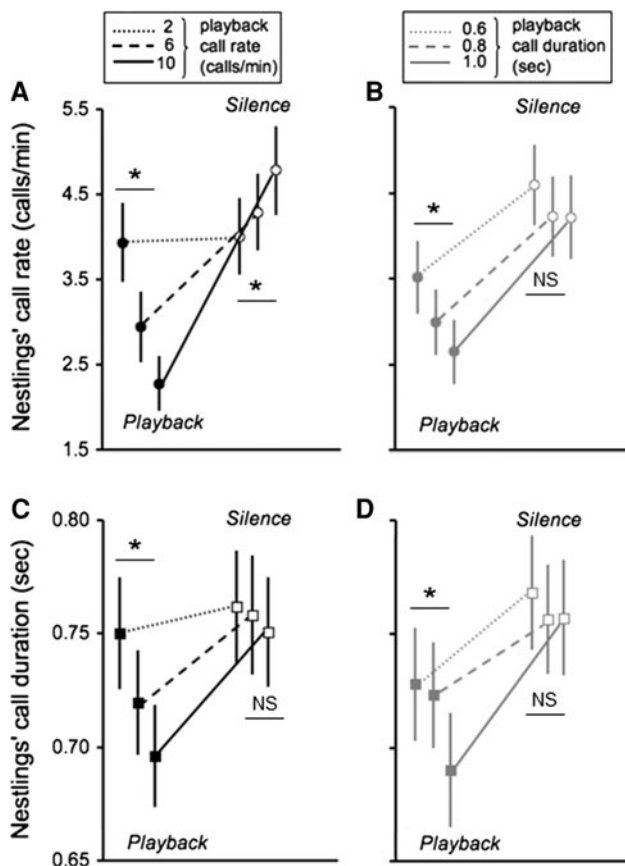 2 playback
6 call rate
10 (calls/min)
0.6 playback
0.8 call duration
1.0 (sec)
A
Silence
B
5.5
4.5
3.5
2.5
1.5
Nestlings' call rate (calls/min)
*
*
Playback
*
NS
Playback
C
Silence
D
Silence
0.80
0.75
0.70
0.65
Nestlings' call duration (sec)
*
NS
Playback
*
NS
Playback